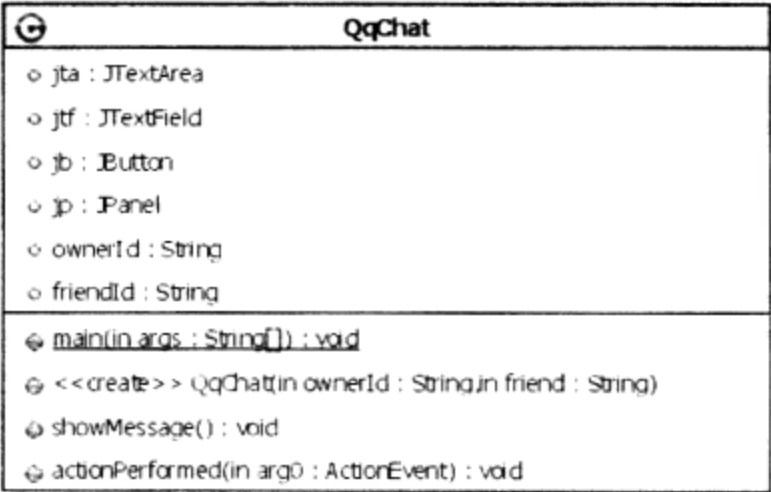 QqChat
jta : JTextArea
jtf : JTextField
jb : JButton
jp : JPanel
ownerId : String
friendId : String
main(in args : String[]) : void
<<create>> QqChat(in ownerId : String,in friend : String)
showMessage() : void
actionPerformed(in arg0 : ActionEvent) : void